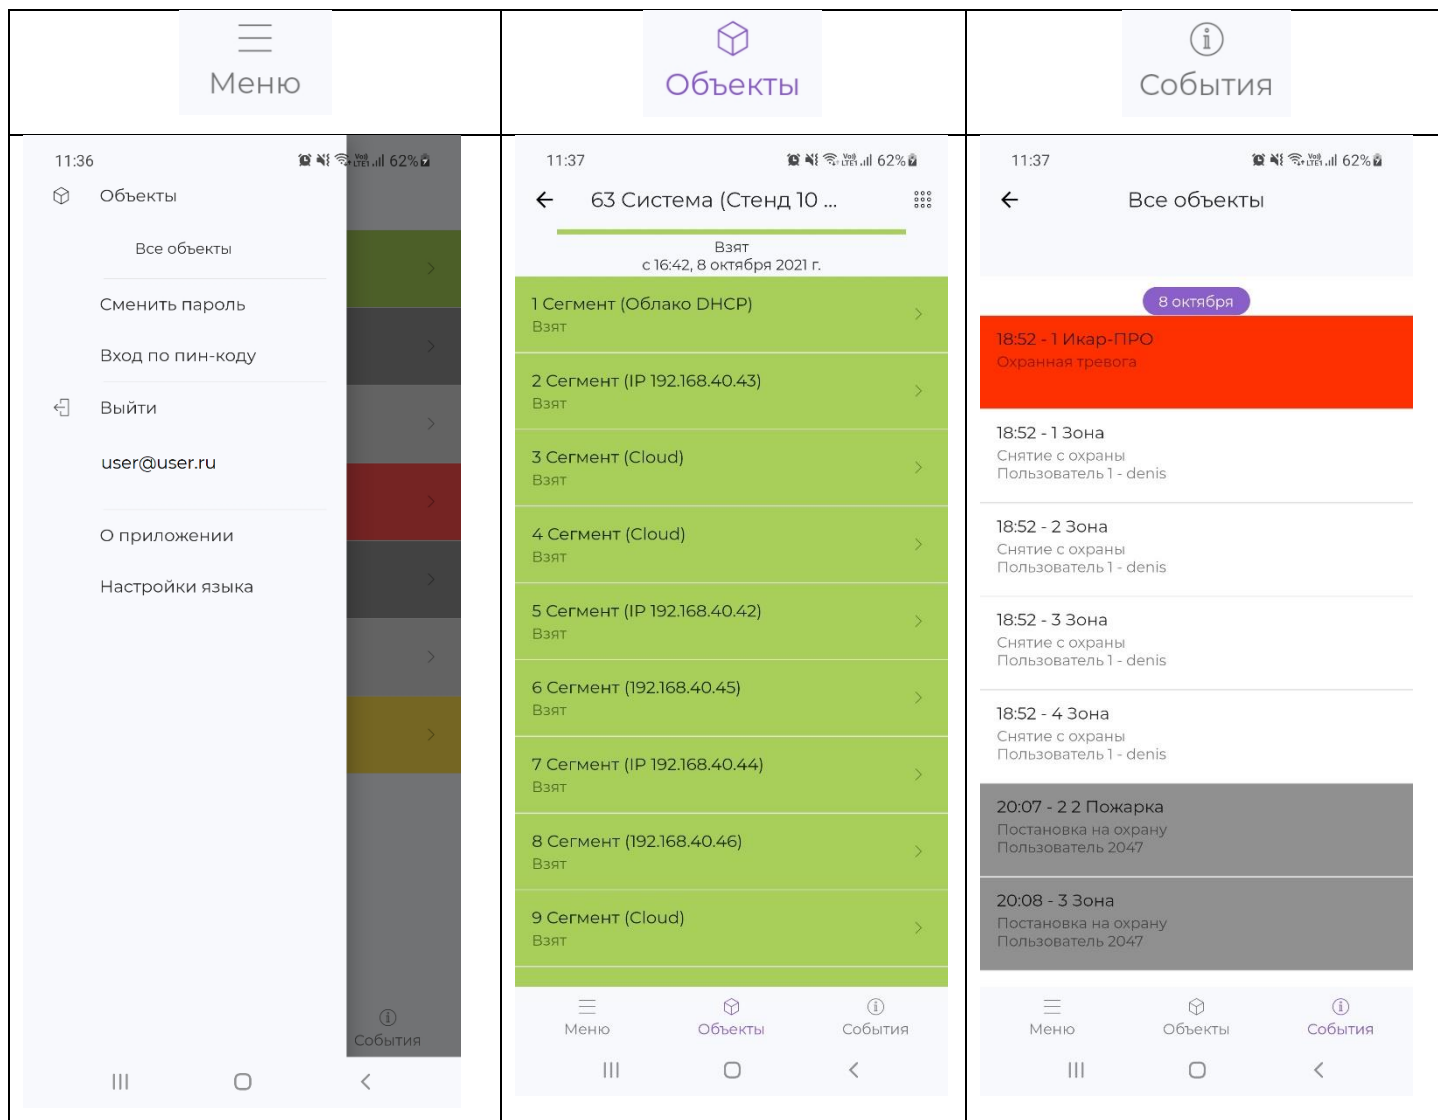 Меню
Объекты
События
11:36
62%
Объекты
Все объекты
Сменить пароль
Вход по пин-коду
Выйти
user@user.ru
О приложении
Настройки языка
События
11:37
62%
63 Система (Стенд 10 ...
Взят
с 16:42, 8 октября 2021 г.
1 Сегмент (Облако DHCP)
Взят
2 Сегмент (IP 192.168.40.43)
Взят
3 Сегмент (Cloud)
Взят
4 Сегмент (Cloud)
Взят
5 Сегмент (IP 192.168.40.42)
Взят
6 Сегмент (192.168.40.45)
Взят
7 Сегмент (IP 192.168.40.44)
Взят
8 Сегмент (192.168.40.46)
Взят
9 Сегмент (Cloud)
Взят
Меню
Объекты
События
11:37
62%
Все объекты
8 октября
18:52 - 1 Икар-ПРО
Охранная тревога
18:52 - 1 Зона
Снятие с охраны
Пользователь 1 - denis
18:52 - 2 Зона
Снятие с охраны
Пользователь 1 - denis
18:52 - 3 Зона
Снятие с охраны
Пользователь 1 - denis
18:52 - 4 Зона
Снятие с охраны
Пользователь 1 - denis
20:07 - 2 2 Пожарка
Постановка на охрану
Пользователь 2047
20:08 - 3 Зона
Постановка на охрану
Пользователь 2047
Меню
Объекты
События